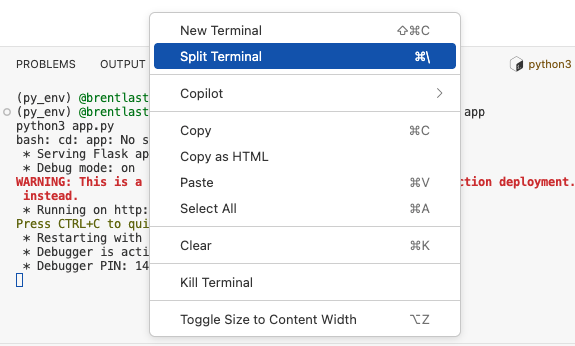 PROBLEMS OUTPUT python3
New Terminal ⇧⌘C
Split Terminal ⌘\
Copilot
Copy ⌘C
Copy as HTML
Paste ⌘V
Select All ⌘A
Clear ⌘K
Kill Terminal
Toggle Size to Content Width ⌥Z
(py_env) @brentlast
(py_env) @brentlast app
python3 app.py
bash: cd: app: No s
* Serving Flask ap
* Debug mode: on
WARNING: This is a ction deployment.
instead.
* Running on http:
Press CTRL+C to qui
* Restarting with
* Debugger is acti
* Debugger PIN: 14